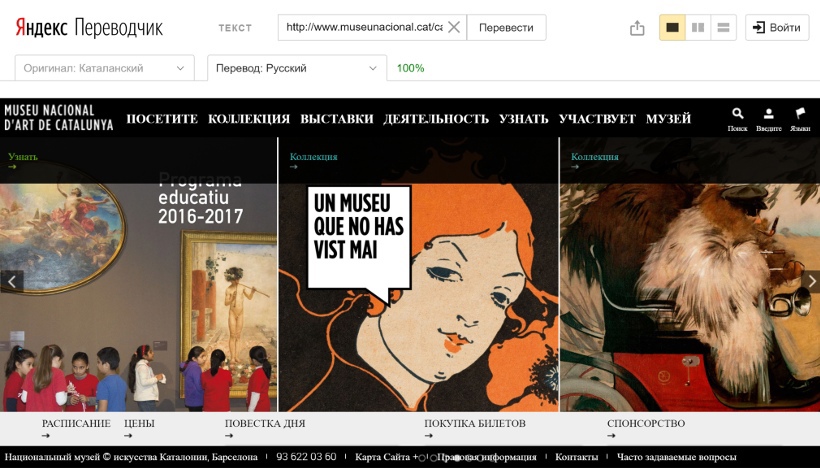 Яндекс Переводчик
ТЕКСТ
http://www.museunacional.cat/ca
Перевести
Войти
Оригинал: Каталанский
Перевод: Русский
100%
MUSEU NACIONAL
D'ART DE CATALUNYA
ПОСЕТИТЕ КОЛЛЕКЦИЯ ВЫСТАВКИ ДЕЯТЕЛЬНОСТЬ УЗНАТЬ УЧАСТВУЕТ МУЗЕЙ
Поиск Введите Языки
Узнать
Programa
educatiu
2016-2017
Коллекция
UN MUSEU
QUE NO HAS
VIST MAI
Коллекция
РАСПИСАНИЕ ЦЕНЫ ПОВЕСТКА ДНЯ ПОКУПКА БИЛЕТОВ СПОНСОРСТВО
Национальный музей © искусства Каталонии, Барселона 93 622 03 60 Карта Сайта + Правовая информация Контакты Часто задаваемые вопросы